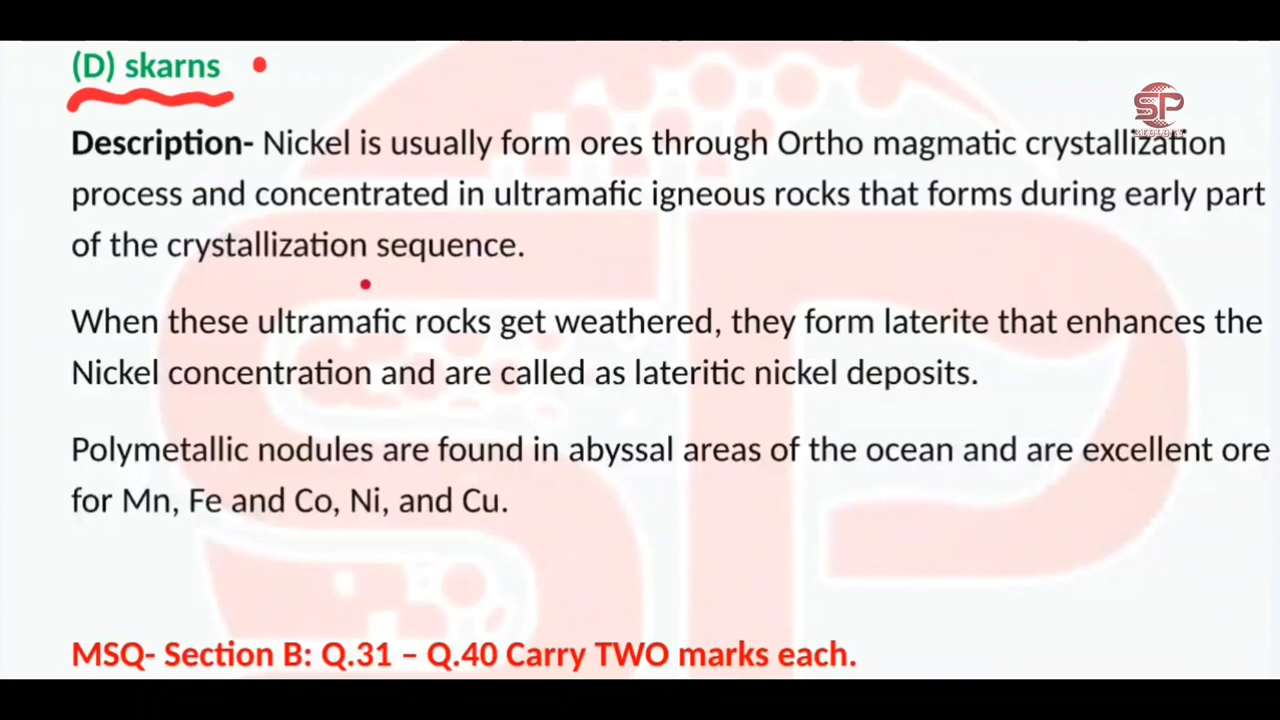 (D) skarns
SP
Description- Nickel is usually form ores through Ortho magmatic crystallization
process and concentrated in ultramafic igneous rocks that forms during early part
of the crystallization sequence.
When these ultramafic rocks get weathered, they form laterite that enhances the
Nickel concentration and are called as lateritic nickel deposits.
Polymetallic nodules are found in abyssal areas of the ocean and are excellent ore
for Mn, Fe and Co, Ni, and Cu.
MSQ- Section B: Q.31 – Q.40 Carry TWO marks each.